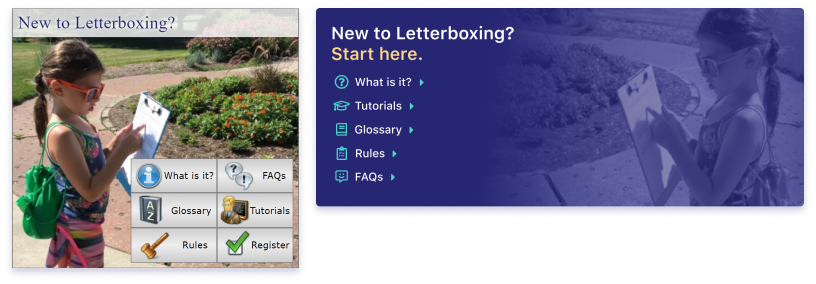 New to Letterboxing?
What is it?
FAQs
Glossary
Tutorials
Rules
Register
New to Letterboxing?
Start here.
What is it?
Tutorials
Glossary
Rules
FAQs